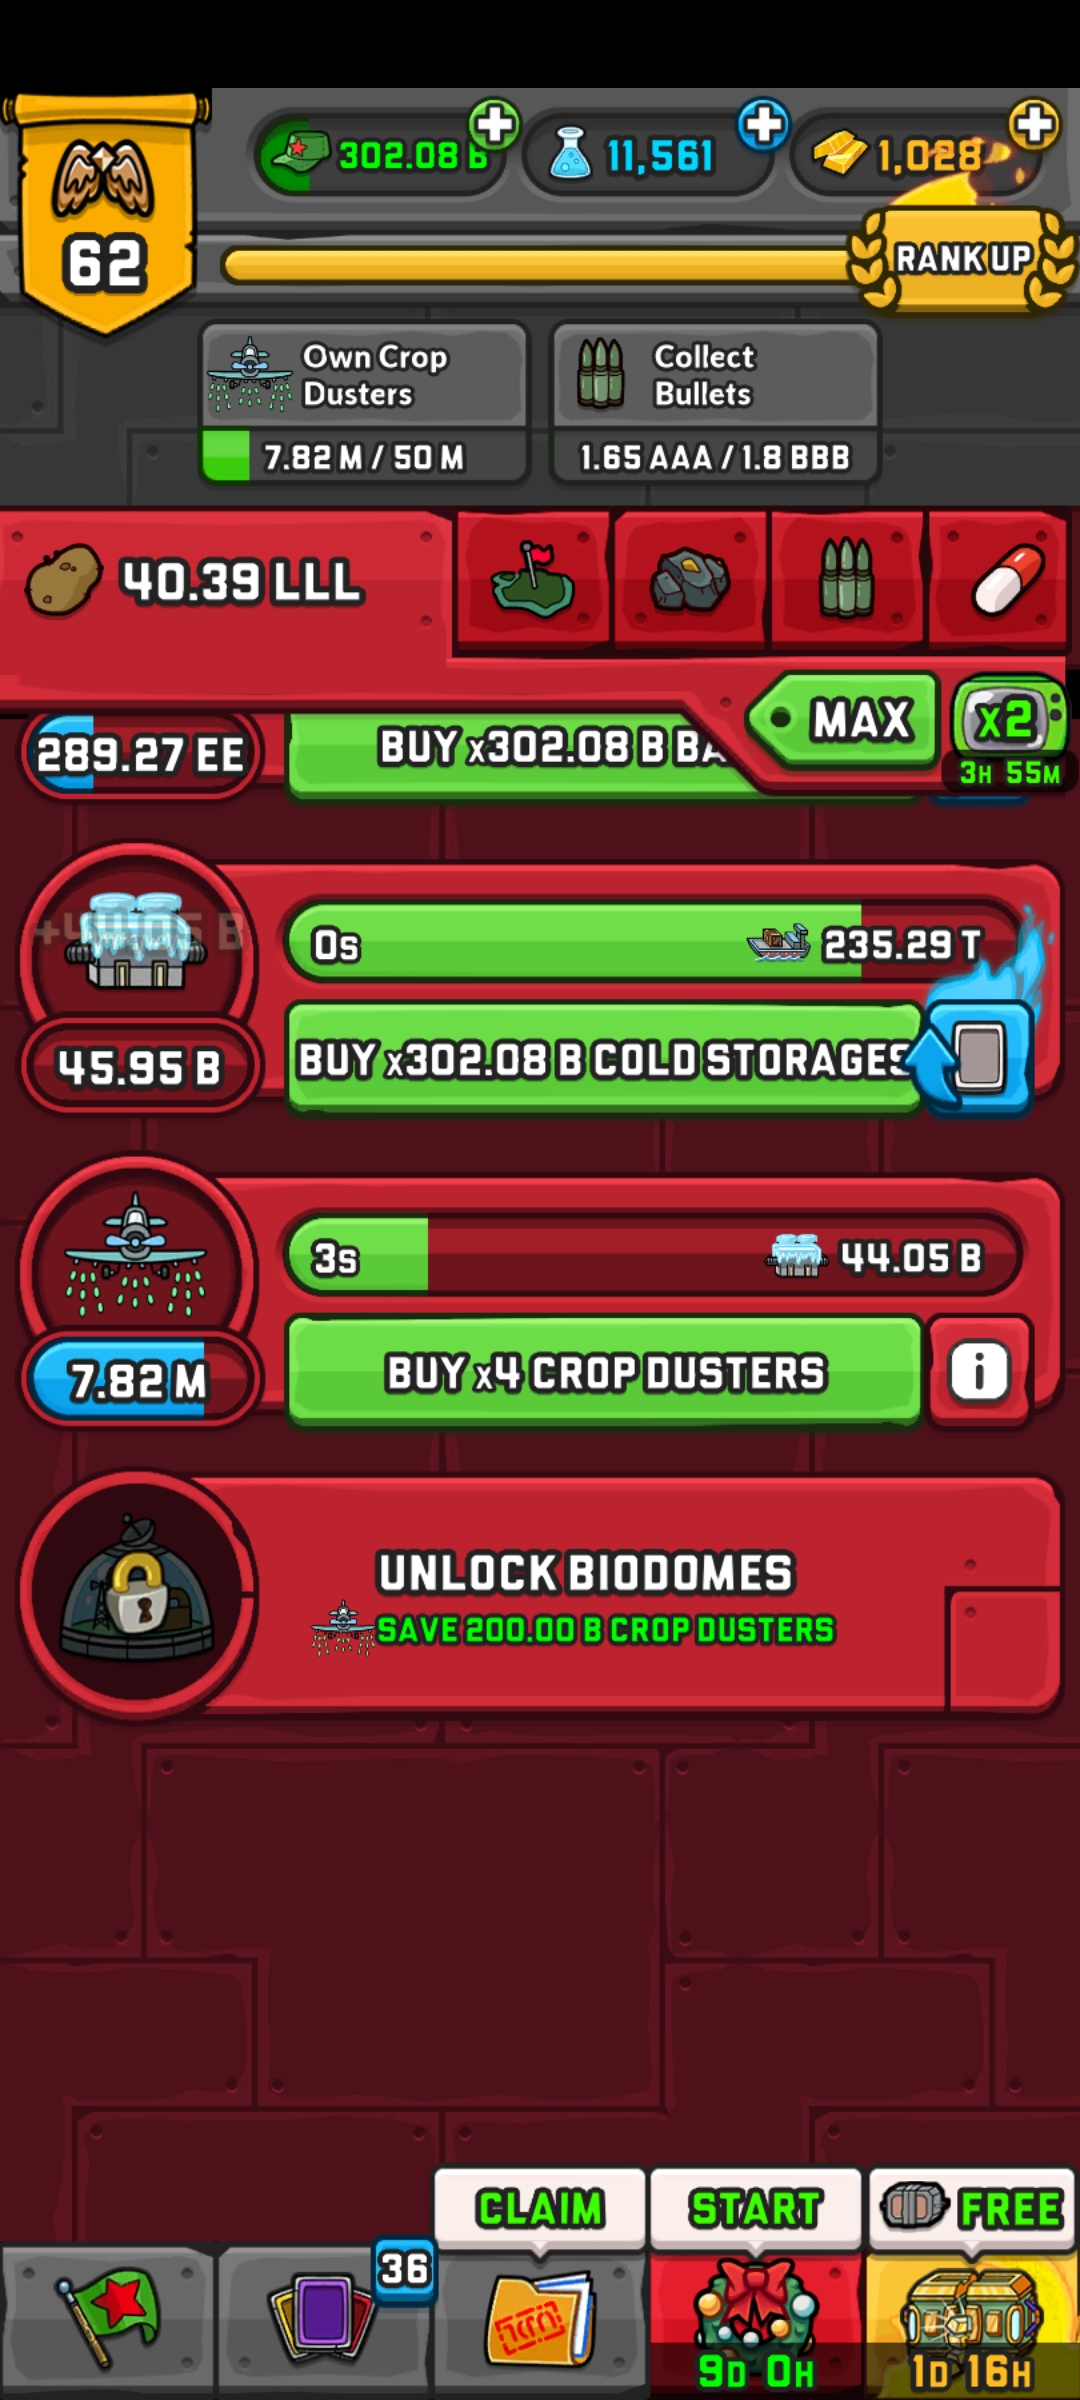 62
302.08 B
11,561
1,028
RANK UP
Own Crop
Dusters
7.82 M / 50 M
Collect
Bullets
1.65 AAA / 1.8 BBB
40.39 LLL
MAX
x2
3H 55M
289.27 EE
BUY x302.08 B BA
0s
235.29 T
45.95 B
BUY x302.08 B COLD STORAGES
3s
44.05 B
7.82 M
BUY x4 CROP DUSTERS
i
UNLOCK BIODOMES
SAVE 200.00 B CROP DUSTERS
CLAIM
START
FREE
36
9D 0H
1D 16H